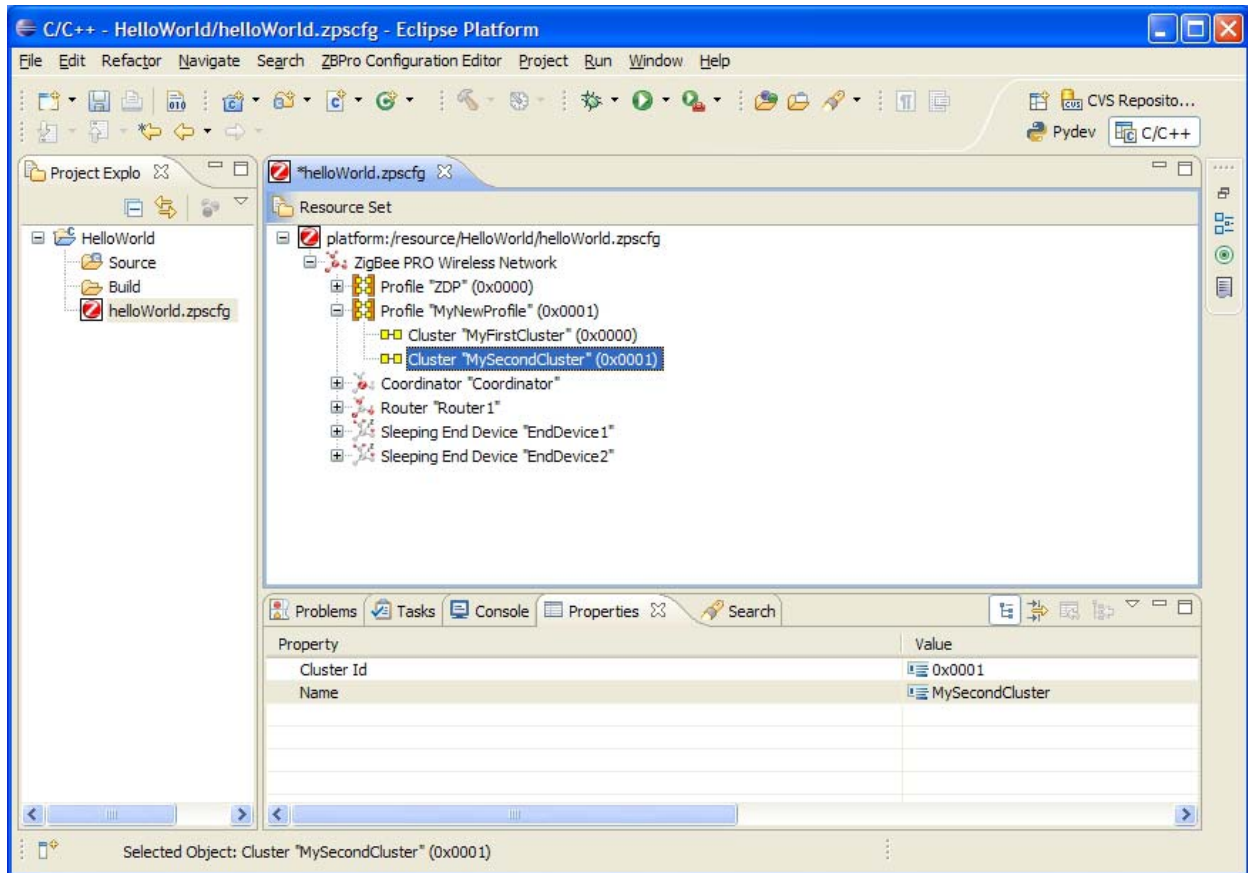 C/C++ - HelloWorld/helloWorld.zpscfg - Eclipse Platform
File Edit Refactor Navigate Search ZBPro Configuration Editor Project Run Window Help
CVS Reposito...
Pydev C/C++
Project Explo
*helloWorld.zpscfg
Resource Set
HelloWorld
Source
Build
helloWorld.zpscfg
platform:/resource/HelloWorld/helloWorld.zpscfg
ZigBee PRO Wireless Network
Profile "ZDP" (0x0000)
Profile "MyNewProfile" (0x0001)
Cluster "MyFirstCluster" (0x0000)
Cluster "MySecondCluster" (0x0001)
Coordinator "Coordinator"
Router "Router1"
Sleeping End Device "EndDevice1"
Sleeping End Device "EndDevice2"
Problems Tasks Console Properties Search
Property Value
Cluster Id 0x0001
Name MySecondCluster
Selected Object: Cluster "MySecondCluster" (0x0001)